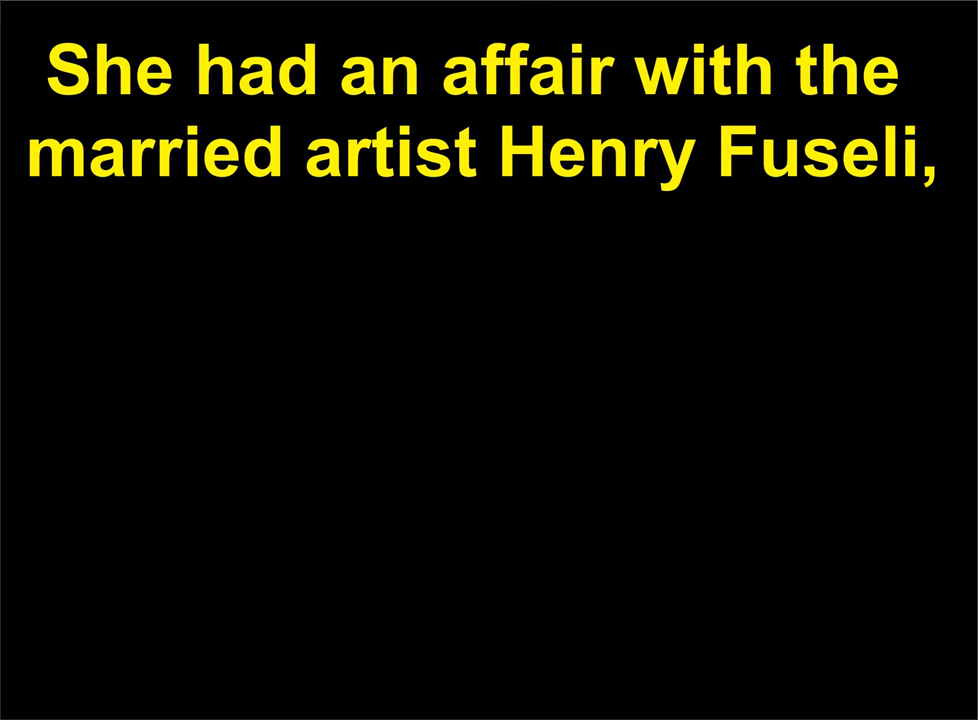 She had an affair with the
married artist Henry Fuseli,